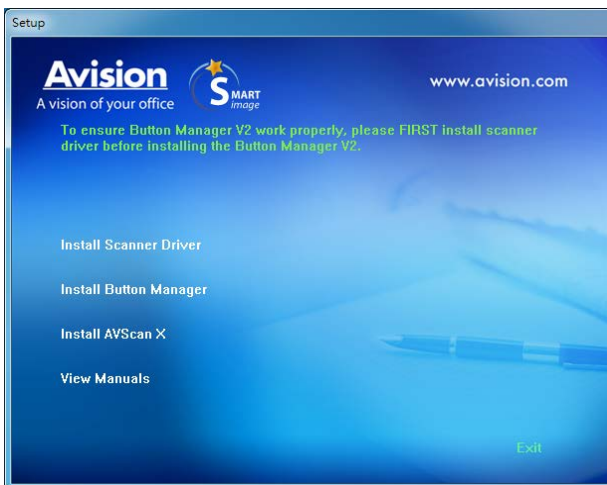 Setup
Avision
A vision of your office
SMART
image
www.avision.com
To ensure Button Manager V2 work properly, please FIRST install scanner
driver before installing the Button Manager V2.
Install Scanner Driver
Install Button Manager
Install AVScan X
View Manuals
Exit